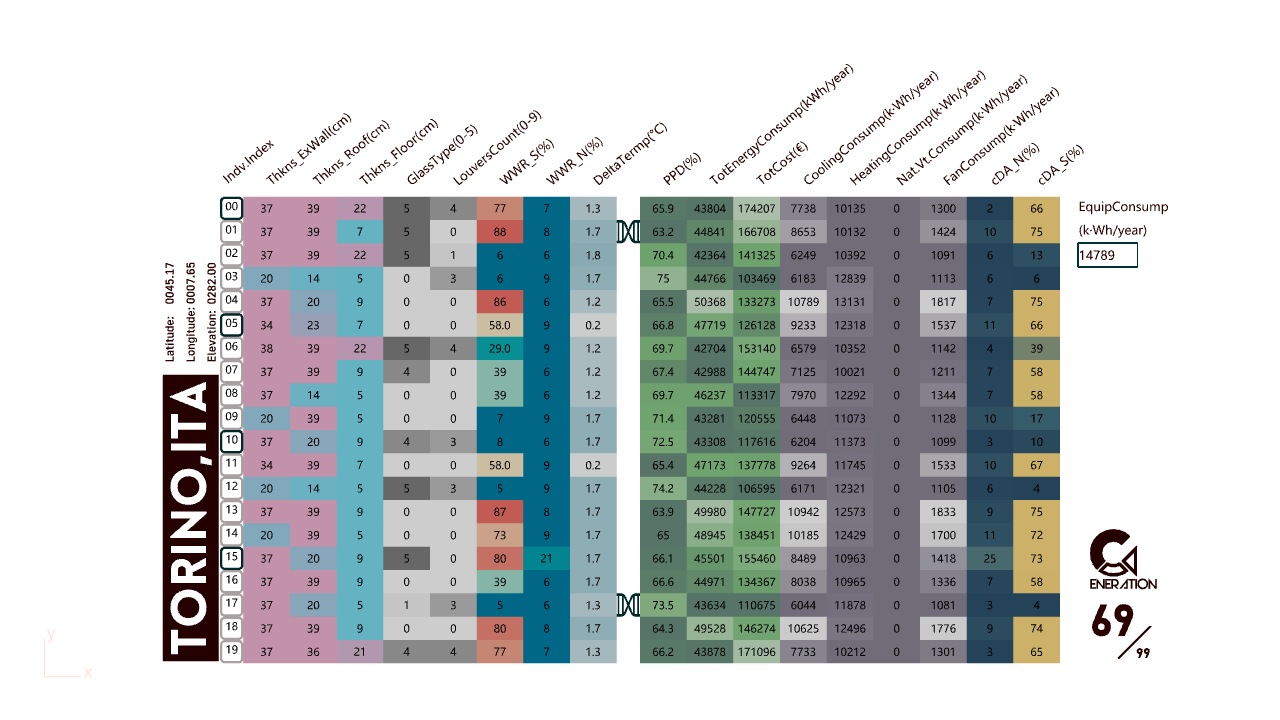 Indv.Index Thkns_ExWall(cm) Thkns_Roof(cm) Thkns_Floor(cm) GlassType(0-5) LouversCount(0-9) WWR_S(%) WWR_N(%) DeltaTermp(°C) PPD(%) TotEnergyConsump(kWh/year) TotCost(€) CoolingConsump(k·Wh/year) HeatingConsump(k·Wh/year) Nat.Vt.Consump(k·Wh/year) FanConsump(k·Wh/year) cDA_N(%) cDA_S(%)
00 37 39 22 5 4 77 7 1.3 65.9 43804 174207 7738 10135 0 1300 2 66
01 37 39 7 5 0 88 8 1.7 63.2 44841 166708 8653 10132 0 1424 10 75
02 37 39 22 5 1 6 6 1.8 70.4 42364 141325 6249 10392 0 1091 6 13
03 20 14 5 0 3 6 9 1.7 75 44766 103469 6183 12839 0 1113 6 6
04 37 20 9 0 0 86 6 1.2 65.5 50368 133273 10789 13131 0 1817 7 75
05 34 23 7 0 0 58.0 9 0.2 66.8 47719 126128 9233 12318 0 1537 11 66
06 38 39 22 5 4 29.0 9 1.2 69.7 42704 153140 6579 10352 0 1142 4 39
07 37 39 9 4 0 39 6 1.2 67.4 42988 144747 7125 10021 0 1211 7 58
08 37 14 5 0 0 39 6 1.2 69.7 46237 113317 7970 12292 0 1344 7 58
09 20 39 5 0 0 7 9 1.7 71.4 43281 120555 6448 11073 0 1128 10 17
10 37 20 9 4 3 8 6 1.7 72.5 43308 117616 6204 11373 0 1099 3 10
11 34 39 7 0 0 58.0 9 0.2 65.4 47173 137778 9264 11745 0 1533 10 67
12 20 14 5 5 3 5 9 1.7 74.2 44228 106595 6171 12321 0 1105 6 4
13 37 39 5 0 0 87 8 1.7 63.9 49980 147727 10942 12573 0 1833 9 75
14 20 39 5 0 0 73 9 1.7 65 48945 138451 10185 12429 0 1700 11 72
15 37 20 9 5 0 80 21 1.7 66.1 45501 155460 8489 10963 0 1418 25 73
16 37 39 9 0 0 39 6 1.7 66.6 44971 134367 8038 10965 0 1336 7 58
17 37 20 5 1 3 5 6 1.3 73.5 43634 110675 6044 11878 0 1081 3 4
18 37 39 9 0 0 80 8 1.7 64.3 49528 146274 10625 12496 0 1776 9 74
19 37 36 21 4 4 77 7 1.3 66.2 43878 171096 7733 10212 0 1301 3 65
EquipConsump
(k·Wh/year)
14789
Latitude: 0045.17
Longitude: 0007.65
Elevation: 0282.00
TORINO,ITA
GENERATION
69/99
y
x